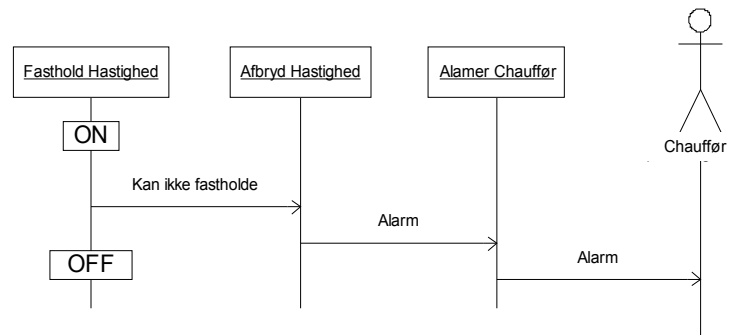 Fasthold Hastighed
Afbryd Hastighed
Alamer Chauffør
ON
Chauffør
Kan ikke fastholde
Alarm
OFF
Alarm